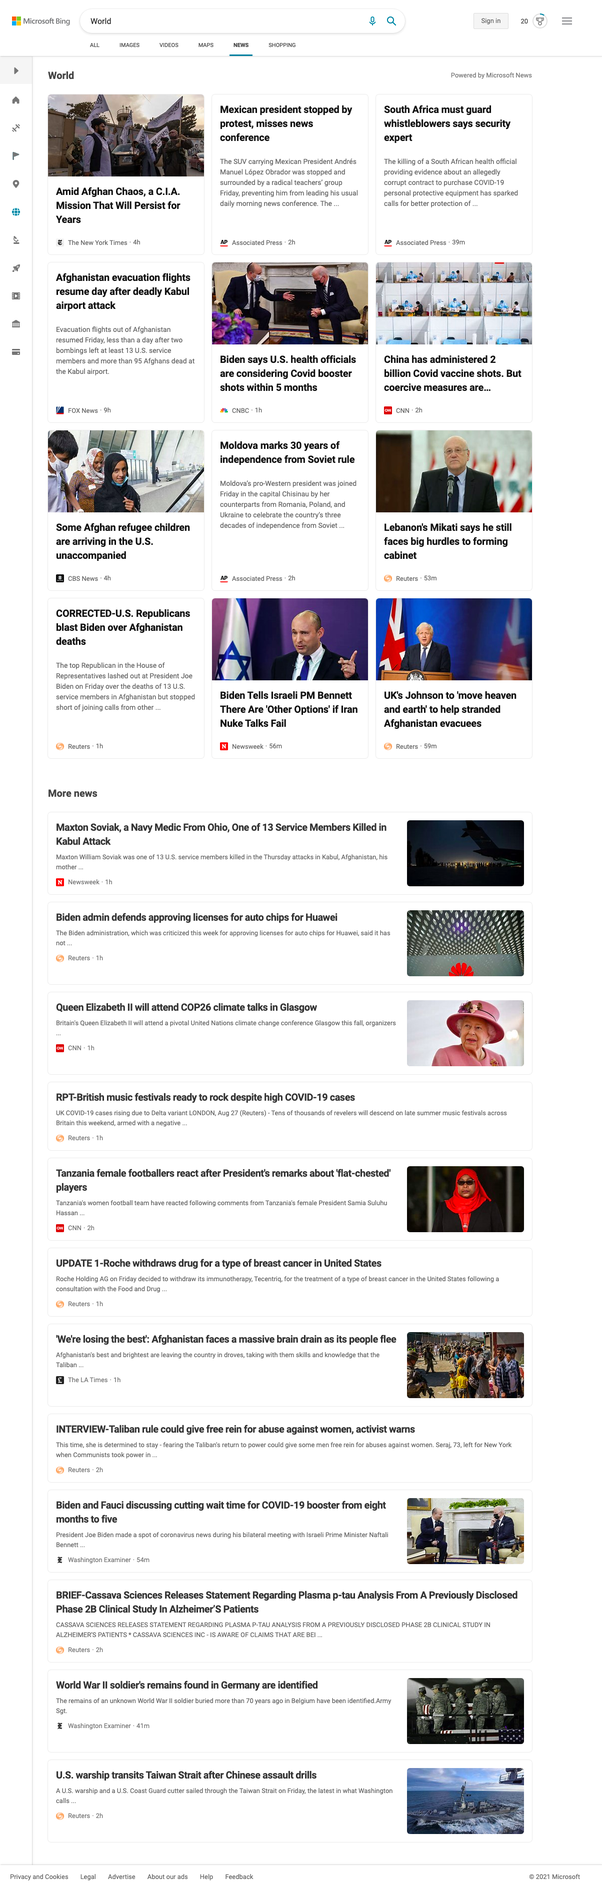 Microsoft Bing
World
Sign in
20
ALL IMAGES VIDEOS MAPS NEWS SHOPPING
World
Powered by Microsoft News
Amid Afghan Chaos, a C.I.A.
Mission That Will Persist for
Years
The New York Times · 4h
Mexican president stopped by
protest, misses news
conference
The SUV carrying Mexican President Andrés
Manuel López Obrador was stopped and
surrounded by a radical teachers' group
Friday, preventing him from leading his usual
daily morning news conference. The ...
AP Associated Press · 2h
South Africa must guard
whistleblowers says security
expert
The killing of a South African health official
providing evidence about an allegedly
corrupt contract to purchase COVID-19
personal protective equipment has sparked
calls for better protection of ...
AP Associated Press · 39m
Afghanistan evacuation flights
resume day after deadly Kabul
airport attack
Evacuation flights out of Afghanistan
resumed Friday, less than a day after two
bombings left at least 13 U.S. service
members and more than 95 Afghans dead at
the Kabul airport.
FOX News · 9h
Biden says U.S. health officials
are considering Covid booster
shots within 5 months
CNBC · 1h
China has administered 2
billion Covid vaccine shots. But
coercive measures are...
CNN · 2h
Some Afghan refugee children
are arriving in the U.S.
unaccompanied
CBS News · 4h
Moldova marks 30 years of
independence from Soviet rule
Moldova's pro-Western president was joined
Friday in the capital Chisinau by her
counterparts from Romania, Poland, and
Ukraine to celebrate the country's three
decades of independence from Soviet ...
AP Associated Press · 2h
Lebanon's Mikati says he still
faces big hurdles to forming
cabinet
Reuters · 53m
CORRECTED-U.S. Republicans
blast Biden over Afghanistan
deaths
The top Republican in the House of
Representatives lashed out at President Joe
Biden on Friday over the deaths of 13 U.S.
service members in Afghanistan but stopped
short of joining calls from other ...
Reuters · 1h
Biden Tells Israeli PM Bennett
There Are 'Other Options' if Iran
Nuke Talks Fail
N Newsweek · 56m
UK's Johnson to 'move heaven
and earth' to help stranded
Afghanistan evacuees
Reuters · 59m
More news
Maxton Soviak, a Navy Medic From Ohio, One of 13 Service Members Killed in
Kabul Attack
Maxton William Soviak was one of 13 U.S. service members killed in the Thursday attacks in Kabul, Afghanistan, his
mother ...
N Newsweek · 1h
Biden admin defends approving licenses for auto chips for Huawei
The Biden administration, which was criticized this week for approving licenses for auto chips for Huawei, said it has
not ...
Reuters · 1h
Queen Elizabeth II will attend COP26 climate talks in Glasgow
Britain's Queen Elizabeth II will attend a pivotal United Nations climate change conference Glasgow this fall, organizers
...
CNN · 1h
RPT-British music festivals ready to rock despite high COVID-19 cases
UK COVID-19 cases rising due to Delta variant LONDON, Aug 27 (Reuters) - Tens of thousands of revelers will descend on late summer music festivals across
Britain this weekend, armed with a negative ...
Reuters · 1h
Tanzania female footballers react after President's remarks about 'flat-chested'
players
Tanzania's women football team have reacted following comments from Tanzania's female President Samia Suluhu
Hassan ...
CNN · 2h
UPDATE 1-Roche withdraws drug for a type of breast cancer in United States
Roche Holding AG on Friday decided to withdraw its immunotherapy, Tecentriq, for the treatment of a type of breast cancer in the United States following a
consultation with the Food and Drug ...
Reuters · 1h
'We're losing the best': Afghanistan faces a massive brain drain as its people flee
Afghanistan's best and brightest are leaving the country in droves, taking with them skills and knowledge that the
Taliban ...
The LA Times · 1h
INTERVIEW-Taliban rule could give free rein for abuse against women, activist warns
This time, she is determined to stay - fearing the Taliban's return to power could give some men free rein for abuses against women. Seraj, 73, left for New York
when Communists took power in ...
Reuters · 2h
Biden and Fauci discussing cutting wait time for COVID-19 booster from eight
months to five
President Joe Biden made a spot of coronavirus news during his bilateral meeting with Israeli Prime Minister Naftali
Bennett ...
Washington Examiner · 54m
BRIEF-Cassava Sciences Releases Statement Regarding Plasma p-tau Analysis From A Previously Disclosed
Phase 2B Clinical Study In Alzheimer'S Patients
CASSAVA SCIENCES RELEASES STATEMENT REGARDING PLASMA P-TAU ANALYSIS FROM A PREVIOUSLY DISCLOSED PHASE 2B CLINICAL STUDY IN
ALZHEIMER'S PATIENTS * CASSAVA SCIENCES INC - IS AWARE OF CLAIMS THAT ARE BEI ...
Reuters · 2h
World War II soldier's remains found in Germany are identified
The remains of an unknown World War II soldier buried more than 70 years ago in Belgium have been identified.Army
Sgt.
Washington Examiner · 41m
U.S. warship transits Taiwan Strait after Chinese assault drills
A U.S. warship and a U.S. Coast Guard cutter sailed through the Taiwan Strait on Friday, the latest in what Washington
calls ...
Reuters · 2h
Privacy and Cookies Legal Advertise About our ads Help Feedback
© 2021 Microsoft